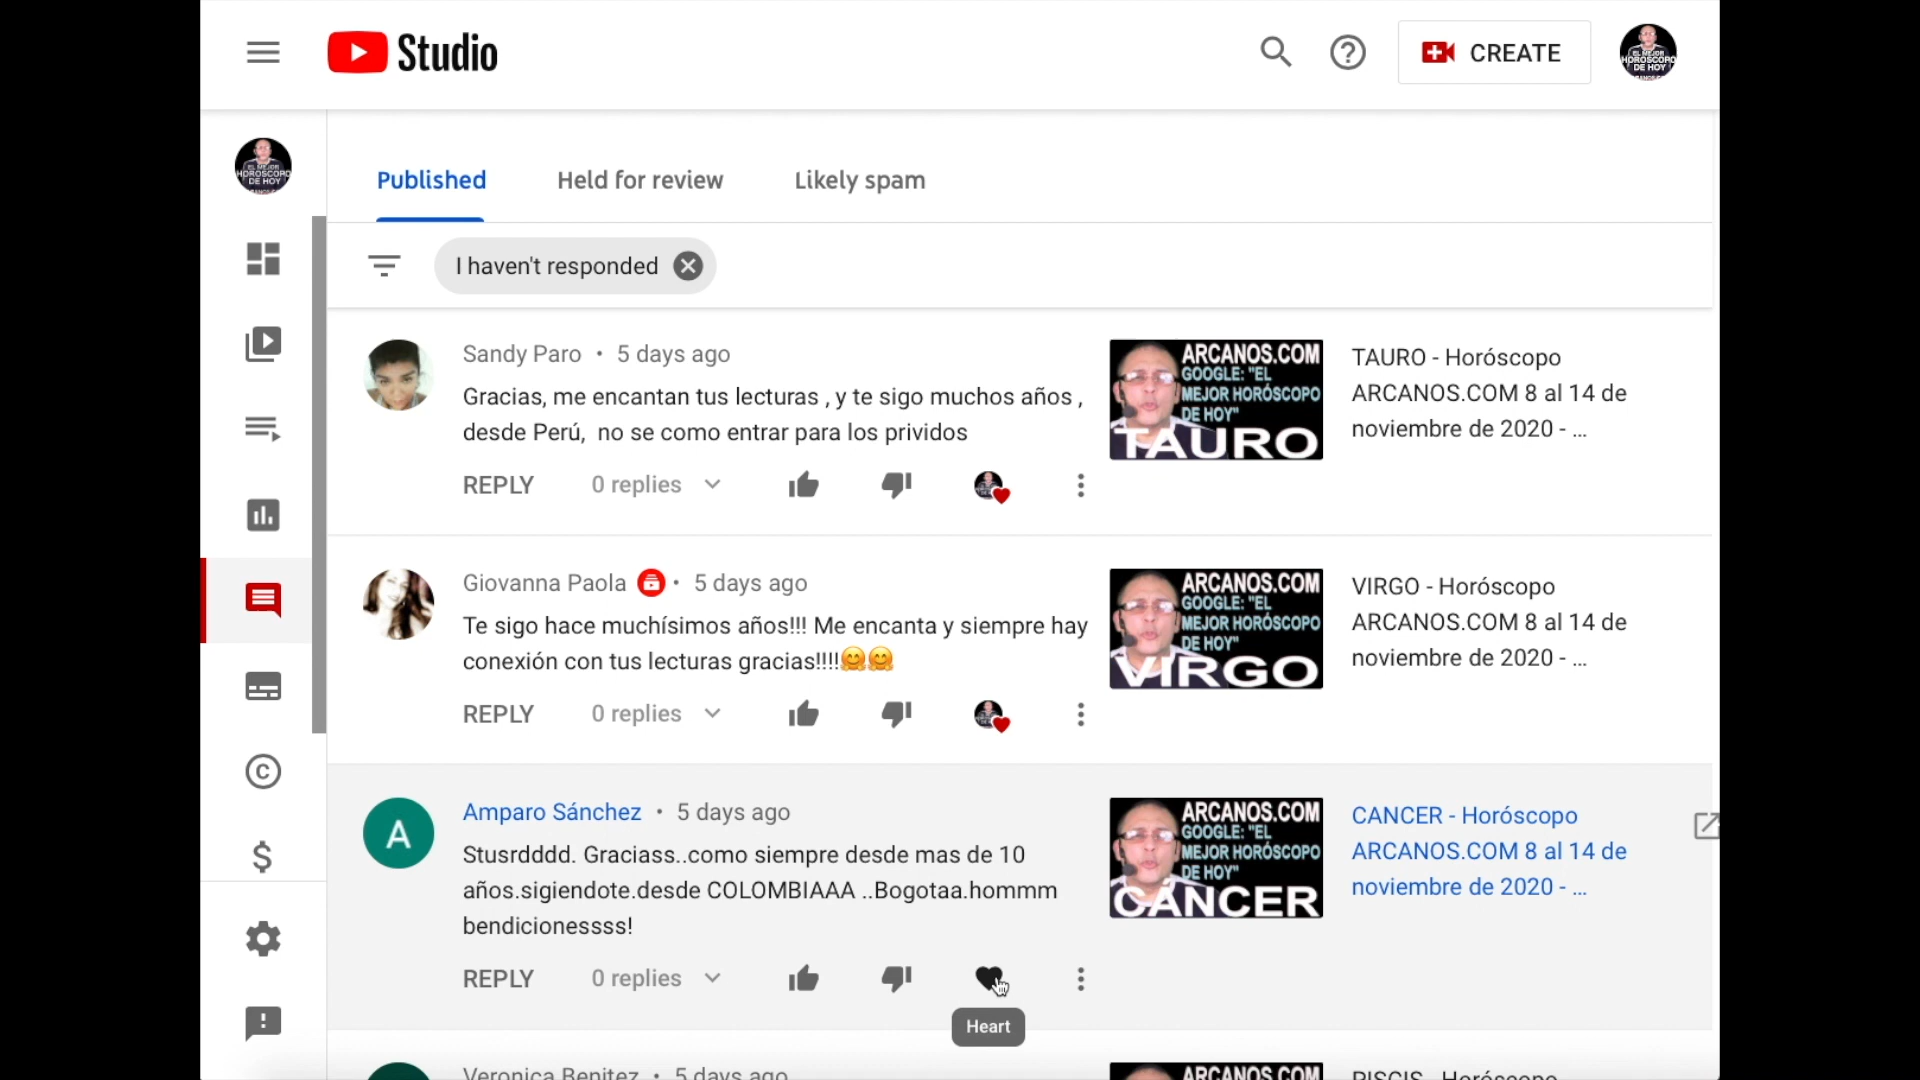 Studio
CREATE
Published
Held for review
Likely spam
I haven't responded
Sandy Paro • 5 days ago
Gracias, me encantan tus lecturas , y te sigo muchos años ,
desde Perú, no se como entrar para los prividos
REPLY
0 replies
ARCANOS.COM
GOOGLE: "EL
MEJOR HORÓSCOPO
DE HOY"
TAURO
TAURO - Horóscopo
ARCANOS.COM 8 al 14 de
noviembre de 2020 - ...
Giovanna Paola • 5 days ago
Te sigo hace muchísimos años!!! Me encanta y siempre hay
conexión con tus lecturas gracias!!!!🤗🤗
REPLY
0 replies
ARCANOS.COM
GOOGLE: "EL
MEJOR HORÓSCOPO
DE HOY"
VIRGO
VIRGO - Horóscopo
ARCANOS.COM 8 al 14 de
noviembre de 2020 - ...
A
Amparo Sánchez • 5 days ago
Stusrdddd. Graciass..como siempre desde mas de 10
años.sigiendote.desde COLOMBIAAA ..Bogotaa.hommm
bendicionessss!
REPLY
0 replies
Heart
ARCANOS.COM
GOOGLE: "EL
MEJOR HORÓSCOPO
DE HOY"
CÁNCER
CANCER - Horóscopo
ARCANOS.COM 8 al 14 de
noviembre de 2020 - ...
Veronica Benitez • 5 days ago
ARCANOS.COM
PISCIS - Horóscopo